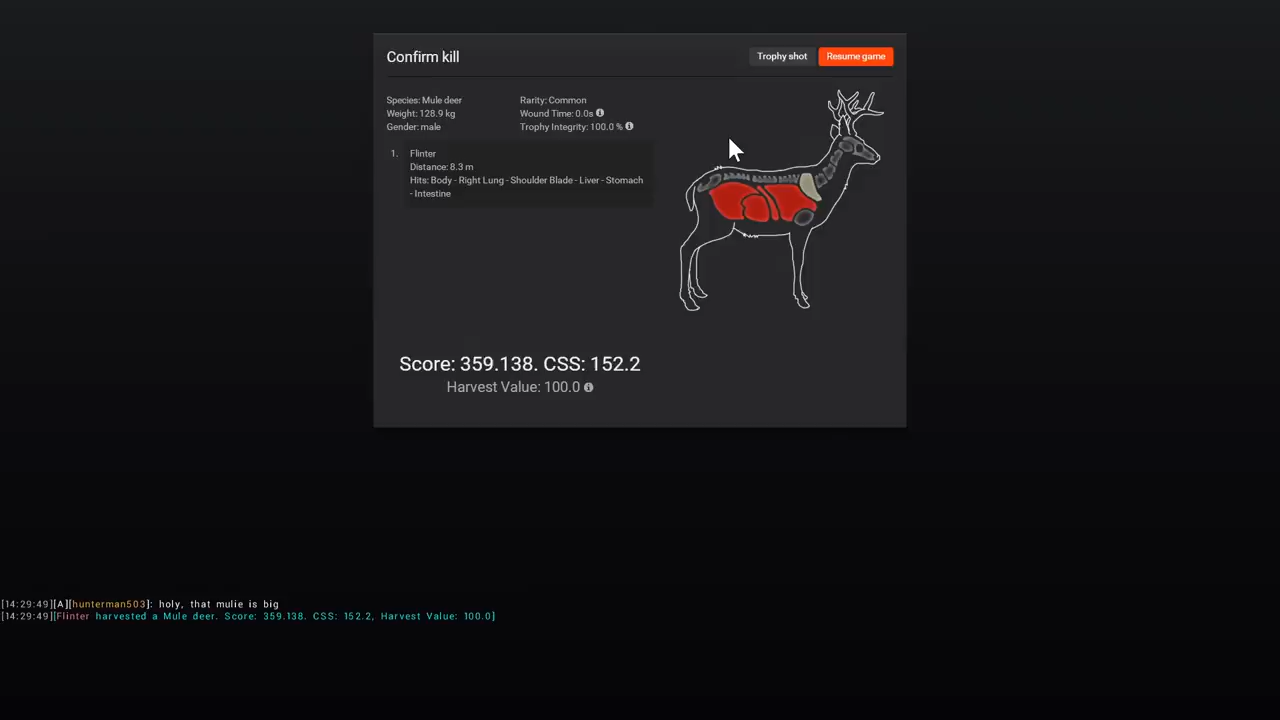 Confirm kill
Trophy shot
Resume game
Species: Mule deer
Rarity: Common
Weight: 128.9 kg
Wound Time: 0.0s
Gender: male
Trophy Integrity: 100.0 %
1. Flinter
Distance: 8.3 m
Hits: Body - Right Lung - Shoulder Blade - Liver - Stomach
- Intestine
Score: 359.138. CSS: 152.2
Harvest Value: 100.0
[14:29:49][A][hunterman503]: holy, that mulie is big
[14:29:49][Flinter harvested a Mule deer. Score: 359.138. CSS: 152.2, Harvest Value: 100.0]